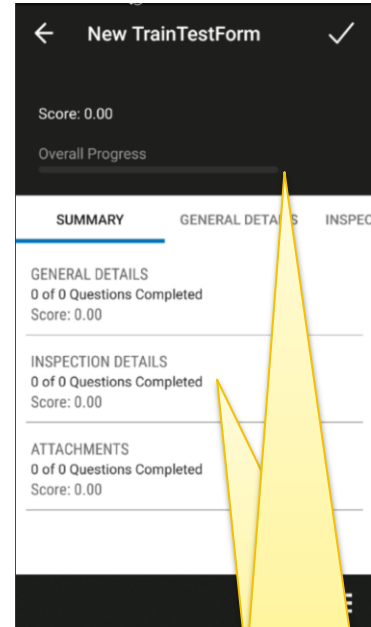 New TrainTestForm
Score: 0.00
Overall Progress
SUMMARY GENERAL DETAILS INSPEC
GENERAL DETAILS
0 of 0 Questions Completed
Score: 0.00
INSPECTION DETAILS
0 of 0 Questions Completed
Score: 0.00
ATTACHMENTS
0 of 0 Questions Completed
Score: 0.00